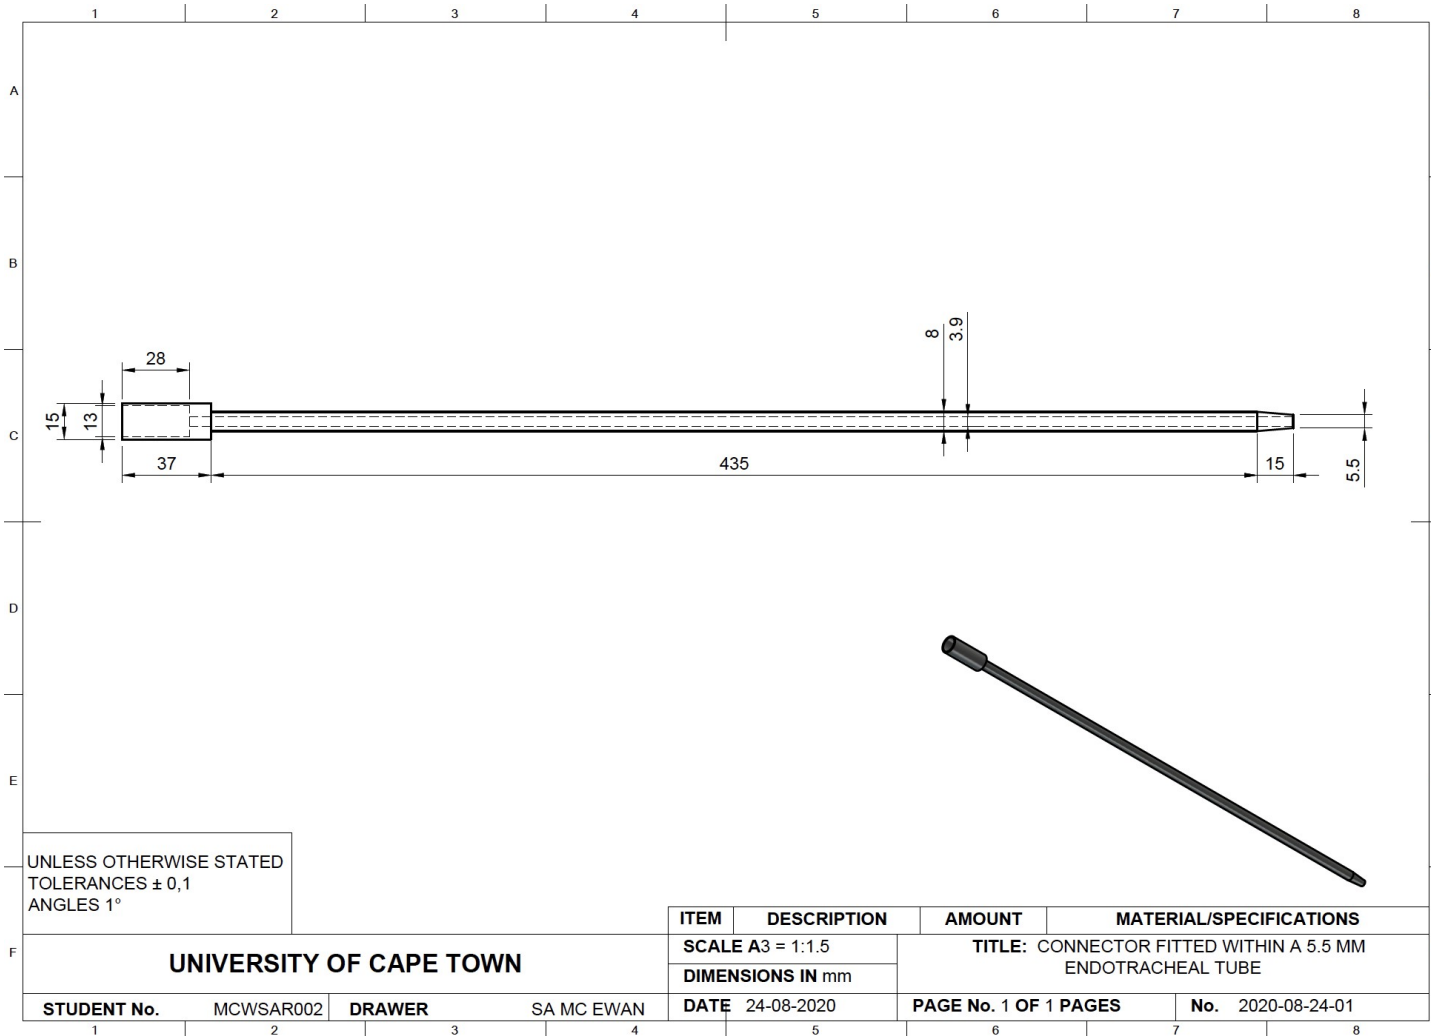 1 2 3 4 5 6 7 8
A
B
8
3.9
28
15
13
C
37
435
15
5.5
D
E
UNLESS OTHERWISE STATED
TOLERANCES ± 0,1
ANGLES 1°
F
UNIVERSITY OF CAPE TOWN
STUDENT No. MCWSAR002 DRAWER SA MC EWAN
ITEM DESCRIPTION AMOUNT MATERIAL/SPECIFICATIONS
SCALE A3 = 1:1.5
DIMENSIONS IN mm
TITLE: CONNECTOR FITTED WITHIN A 5.5 MM
ENDOTRACHEAL TUBE
DATE 24-08-2020 PAGE No. 1 OF 1 PAGES No. 2020-08-24-01
1 2 3 4 5 6 7 8